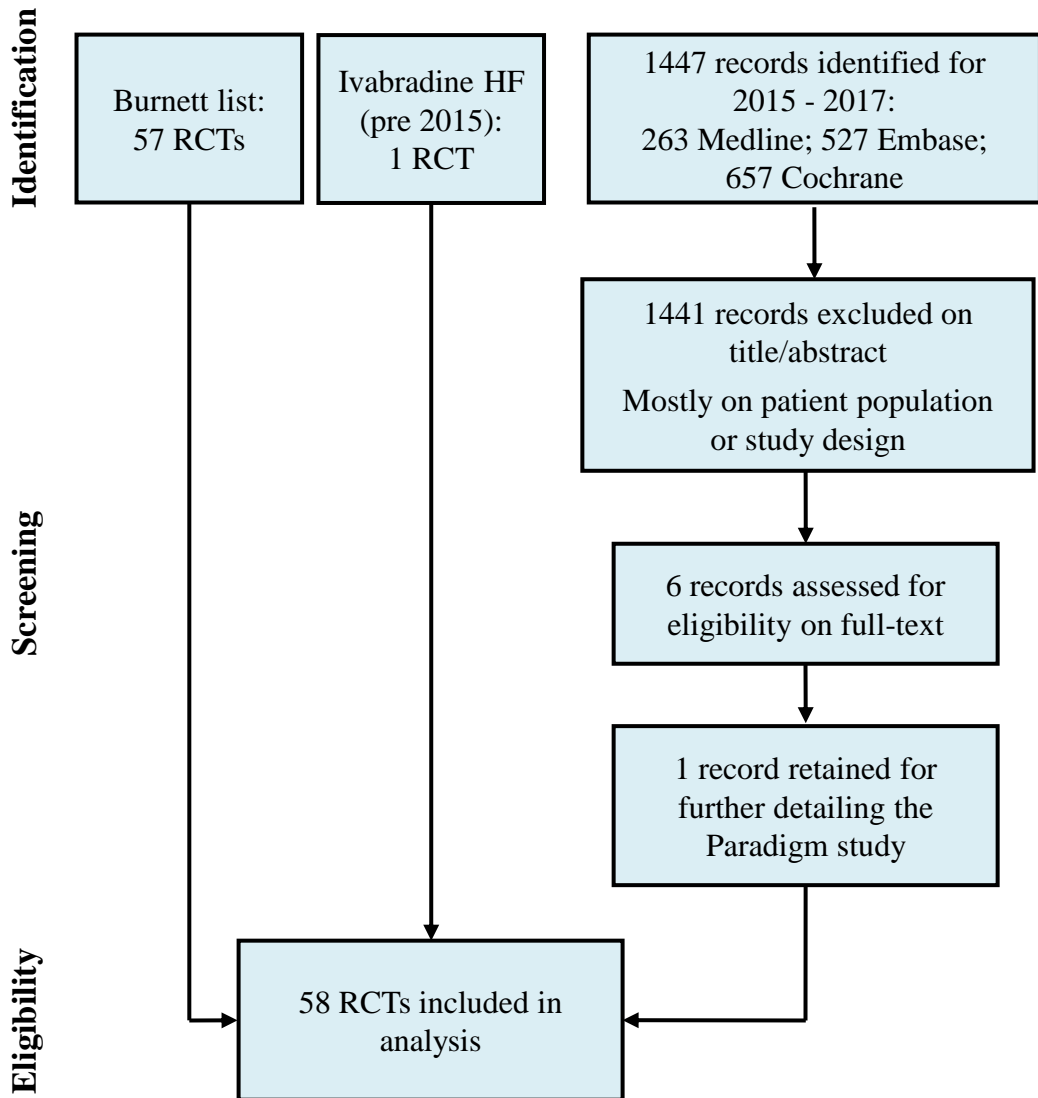 Identification
Burnett list:
57 RCTs
Ivabradine HF
(pre 2015):
1 RCT
1447 records identified for
2015 - 2017:
263 Medline; 527 Embase;
657 Cochrane
1441 records excluded on
title/abstract
Mostly on patient population
or study design
Screening
6 records assessed for
eligibility on full-text
1 record retained for
further detailing the
Paradigm study
Eligibility
58 RCTs included in
analysis